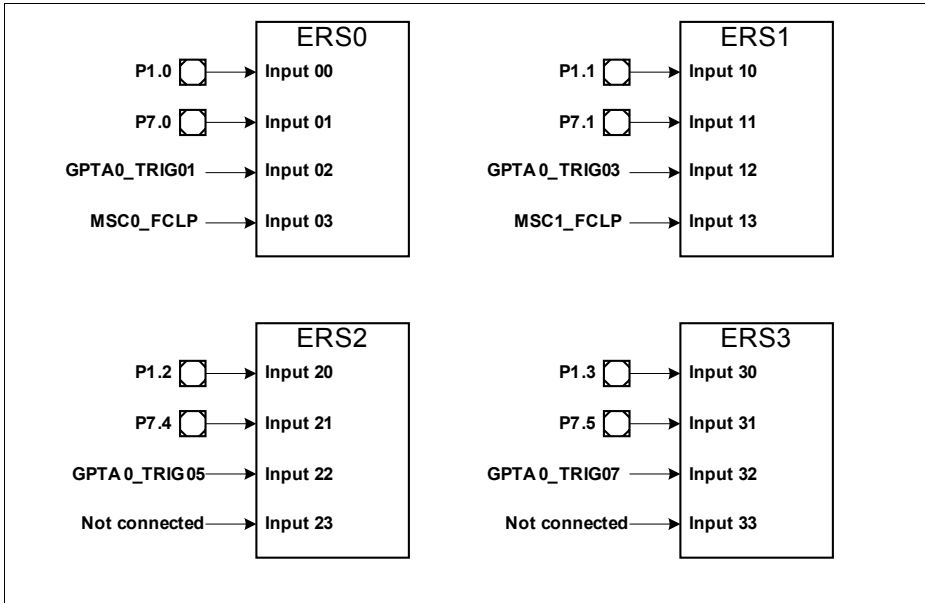 ERS0
P1.0 Input 00
P7.0 Input 01
GPTA0_TRIG01 Input 02
MSC0_FCLP Input 03
ERS1
P1.1 Input 10
P7.1 Input 11
GPTA0_TRIG03 Input 12
MSC1_FCLP Input 13
ERS2
P1.2 Input 20
P7.4 Input 21
GPTA0_TRIG05 Input 22
Not connected Input 23
ERS3
P1.3 Input 30
P7.5 Input 31
GPTA0_TRIG07 Input 32
Not connected Input 33